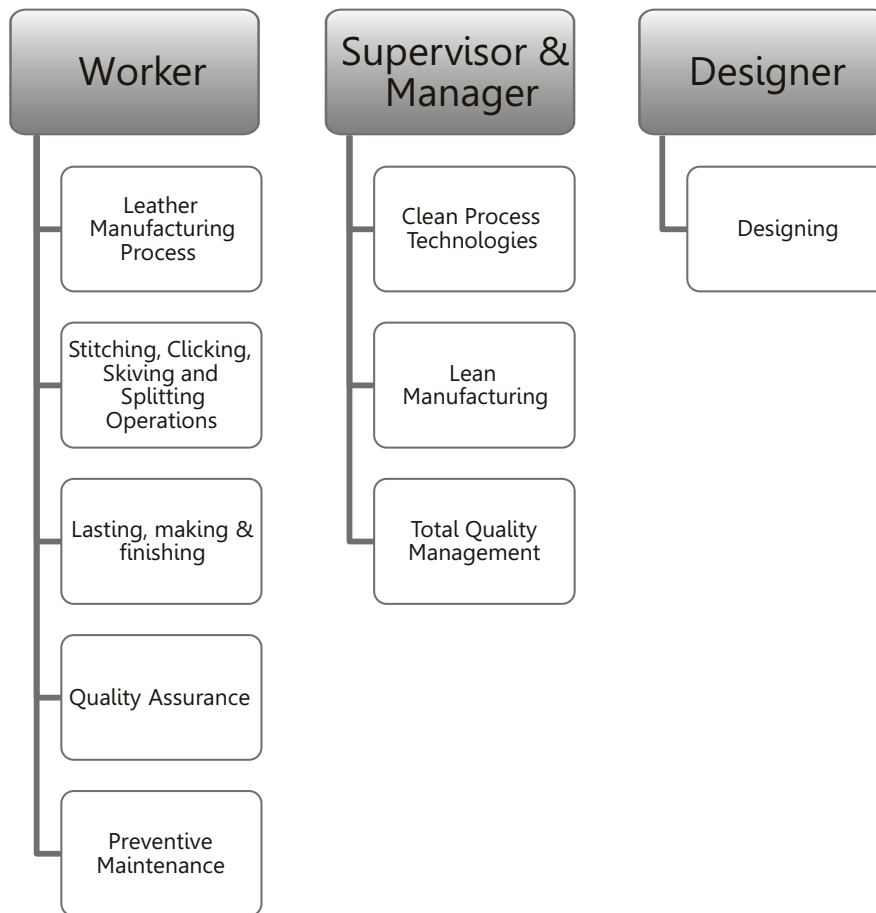 Worker
Leather
Manufacturing
Process
Stitching, Clicking,
Skiving and
Splitting
Operations
Lasting, making &
finishing
Quality Assurance
Preventive
Maintenance
Supervisor &
Manager
Clean Process
Technologies
Lean
Manufacturing
Total Quality
Management
Designer
Designing